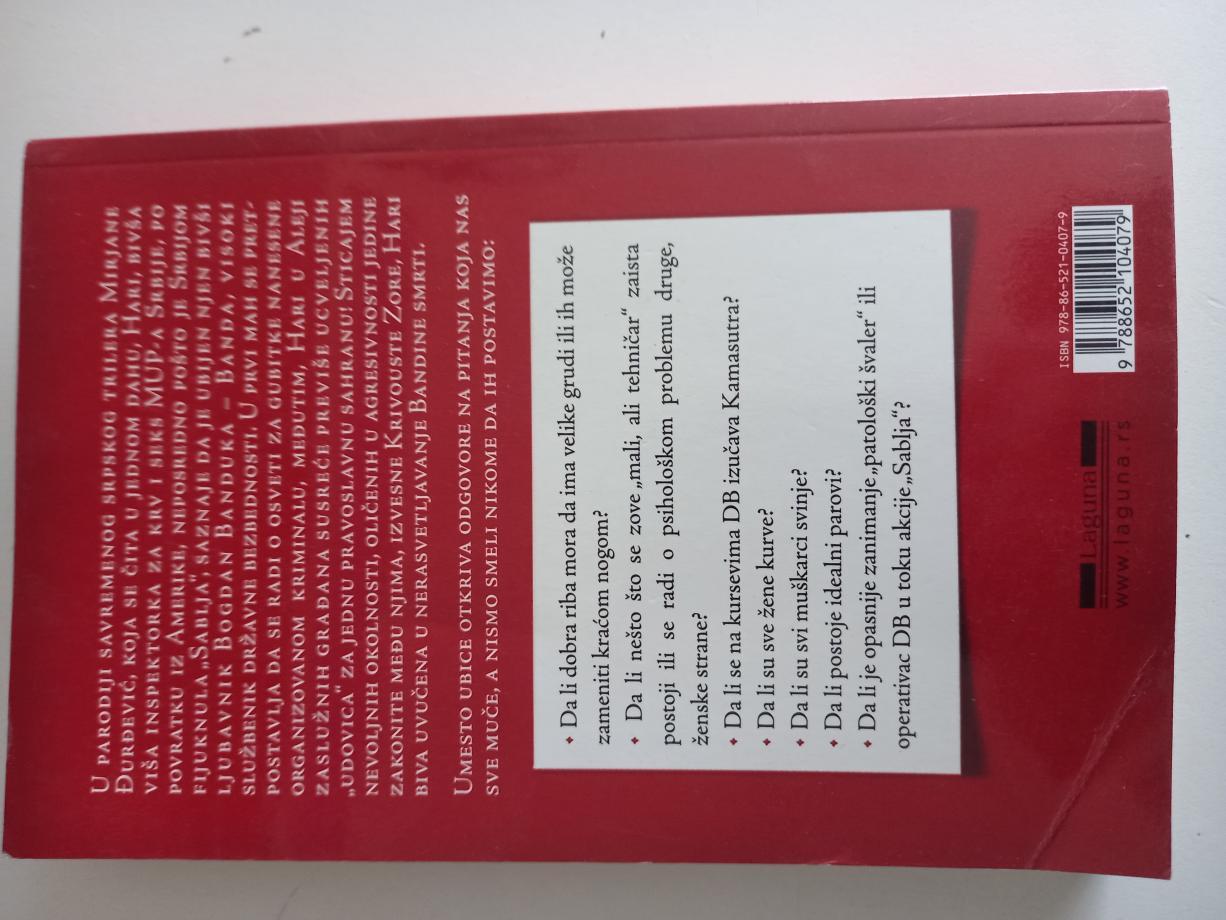 U PARODIJI SAVREMENOG SRPSKOG TRILERA MIRJANE
ĐURĐEVIĆ, KOJA SE ČITA U JEDNOM DAHU, HARI, BIVŠA
VIŠA INSPEKTORKA ZA KRV I SEKS MUP-A SRBIJE, PO
POVRATKU IZ AMERIKE, NEPOSREDNO POŠTO JE SRBIJOM
FIJUKNULA „SABLJA“, SAZNAJE DA JE UBIJEN NJEN BIVŠI
LJUBAVNIK BOGDAN BANDUKA – BANDA, VISOKI
SLUŽBENIK DRŽAVNE BEZBEDNOSTI. U PRVI MAH SE PRET-
POSTAVLJA DA SE RADI O OSVETI ZA GUBITKE NANESENE
ORGANIZOVANOM KRIMINALU, MEĐUTIM, HARI U ALEJI
ZASLUŽNIH GRAĐANA SUSREĆE PREVIŠE UCVELJENIH
„UDOVICA“ ZA JEDNU PRAVOSLAVNU SAHRANU! STICAJEM
NEVOLJNIH OKOLNOSTI, OLIČENIH U AGRESIVNOSTI JEDINE
ZAKONITE MEĐU NJIMA, IZVESNE KRIVOUSTE ZORE, HARI
BIVA UVUČENA U NERASVETLJAVANJE BANDINE SMRTI.
UMESTO UBICE OTKRIVA ODGOVORE NA PITANJA KOJA NAS
SVE MUČE, A NISMO SMELI NIKOME DA IH POSTAVIMO:
♦ Da li dobra riba mora da ima velike grudi ili ih može
zameniti kraćom nogom?
♦ Da li nešto što se zove „mali, ali tehničar“ zaista
postoji ili se radi o psihološkom problemu druge,
ženske strane?
♦ Da li se na kursevima DB izučava Kamasutra?
♦ Da li su sve žene kurve?
♦ Da li su svi muškarci svinje?
♦ Da li postoje idealni parovi?
♦ Da li je opasnije zanimanje „patološki švaler“ ili
operativac DB u toku akcije „Sablja“?
Laguna
www.laguna.rs
ISBN 978-86-521-0407-9
9 788652 104079